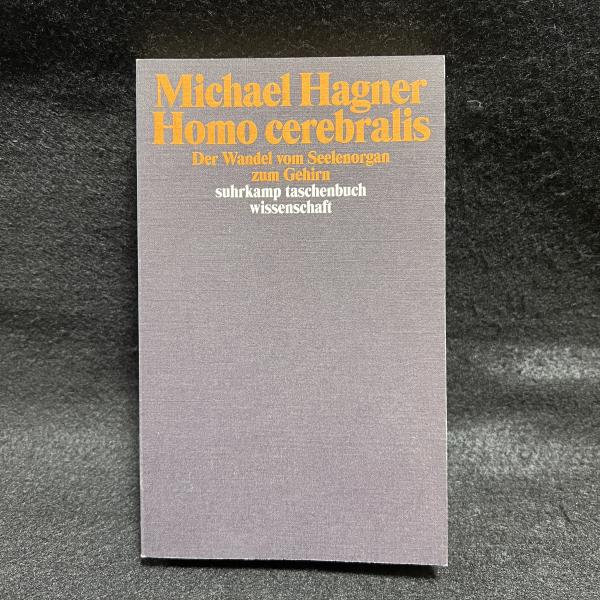 Michael Hagner
Homo cerebralis
Der Wandel vom Seelenorgan
zum Gehirn
suhrkamp taschenbuch
wissenschaft